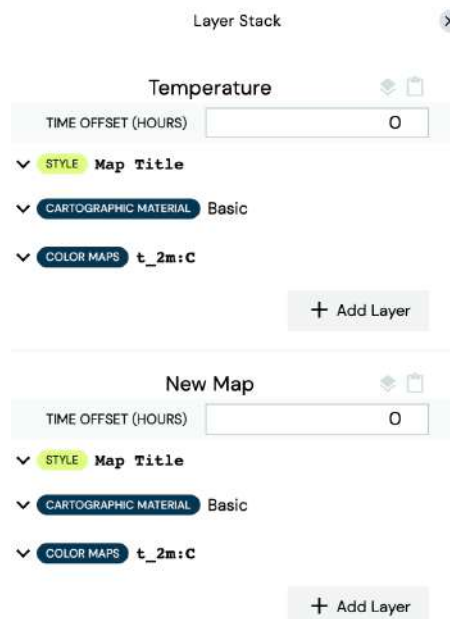 Layer Stack
Temperature
TIME OFFSET (HOURS) 0
STYLE Map Title
CARTOGRAPHIC MATERIAL Basic
COLOR MAPS t_2m:C
+ Add Layer
New Map
TIME OFFSET (HOURS) 0
STYLE Map Title
CARTOGRAPHIC MATERIAL Basic
COLOR MAPS t_2m:C
+ Add Layer